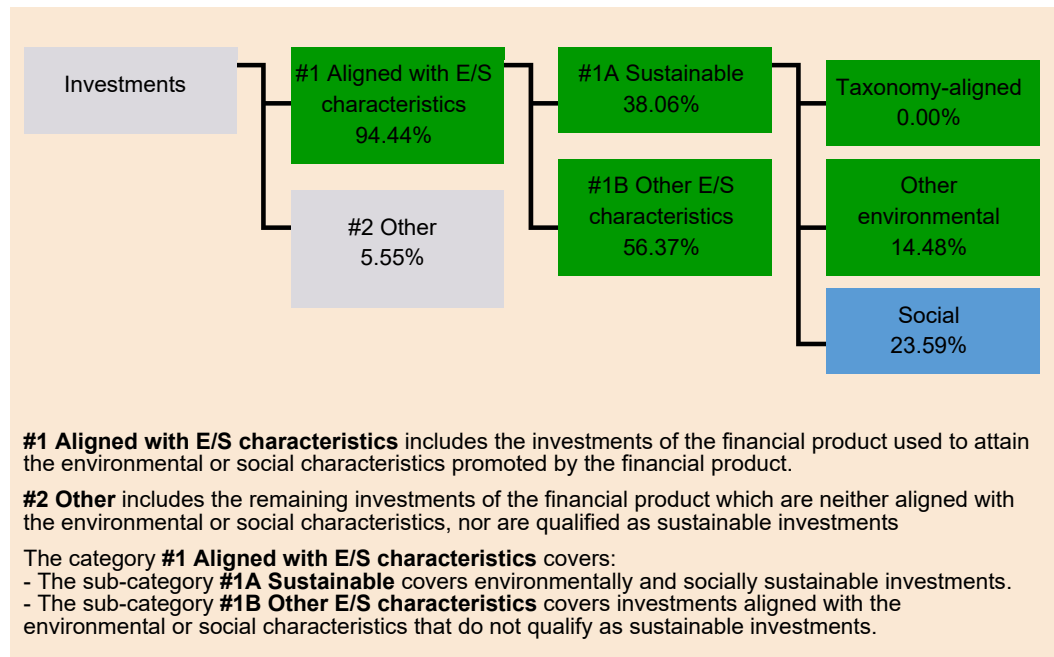 Investments
#1 Aligned with E/S
characteristics
94.44%
#2 Other
5.55%
#1A Sustainable
38.06%
#1B Other E/S
characteristics
56.37%
Taxonomy-aligned
0.00%
Other
environmental
14.48%
Social
23.59%
#1 Aligned with E/S characteristics includes the investments of the financial product used to attain
the environmental or social characteristics promoted by the financial product.
#2 Other includes the remaining investments of the financial product which are neither aligned with
the environmental or social characteristics, nor are qualified as sustainable investments
The category #1 Aligned with E/S characteristics covers:
- The sub-category #1A Sustainable covers environmentally and socially sustainable investments.
- The sub-category #1B Other E/S characteristics covers investments aligned with the
environmental or social characteristics that do not qualify as sustainable investments.